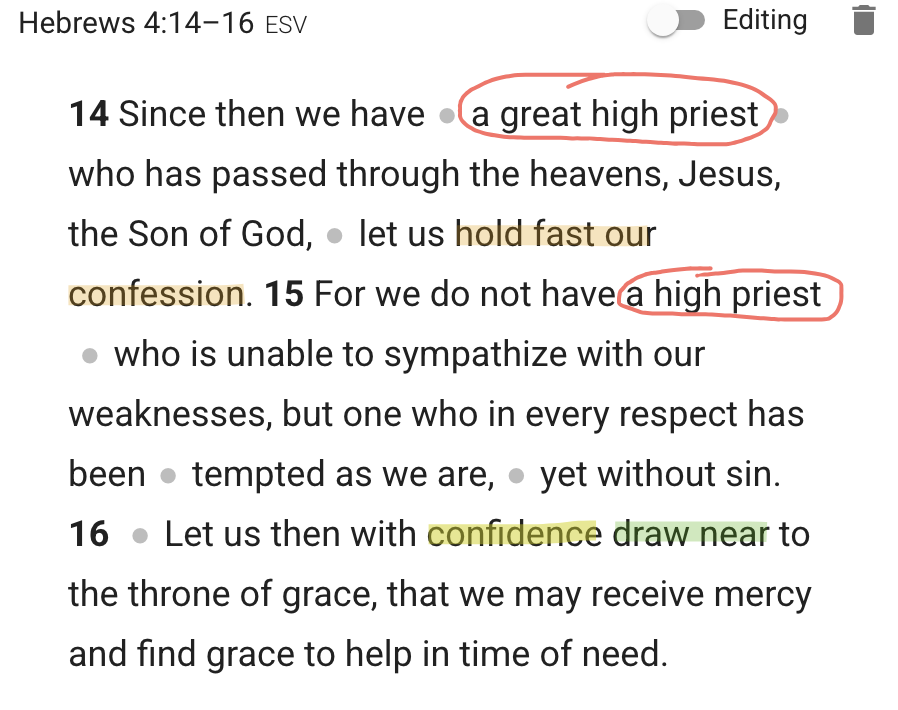 Hebrews 4:14–16 ESV
Editing
14 Since then we have a great high priest
who has passed through the heavens, Jesus,
the Son of God, let us hold fast our
confession. 15 For we do not have a high priest
who is unable to sympathize with our
weaknesses, but one who in every respect has
been tempted as we are, yet without sin.
16 Let us then with confidence draw near to
the throne of grace, that we may receive mercy
and find grace to help in time of need.